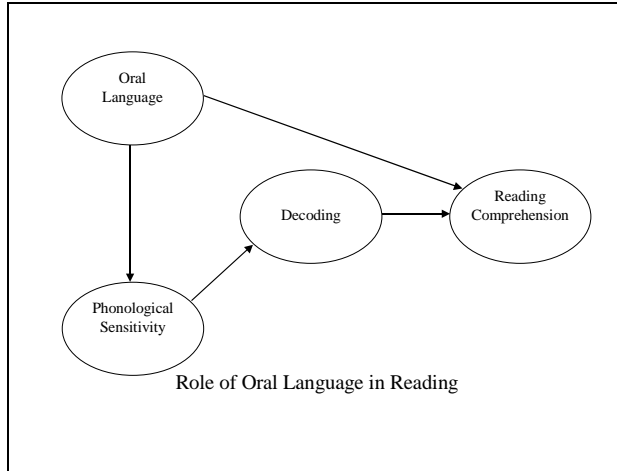 Oral
Language
Reading
Comprehension
Decoding
Phonological
Sensitivity
Role of Oral Language in Reading